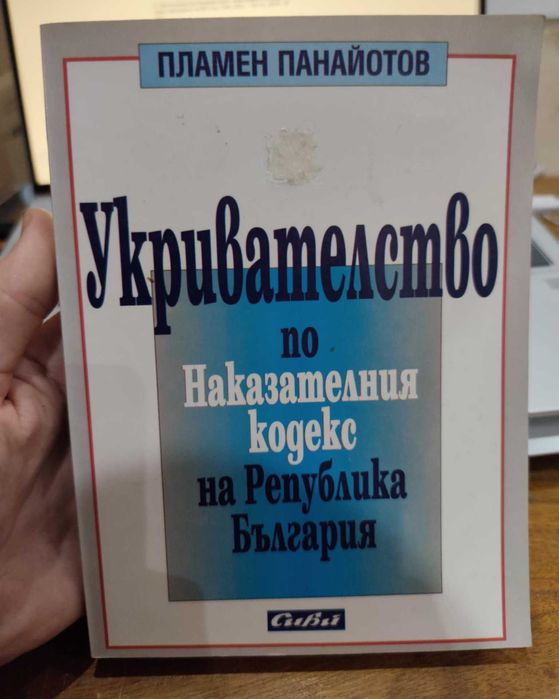 ПЛАМЕН ПАНАЙОТОВ
Укривателство
по
Наказателния
кодекс
на Република
България
Сиби